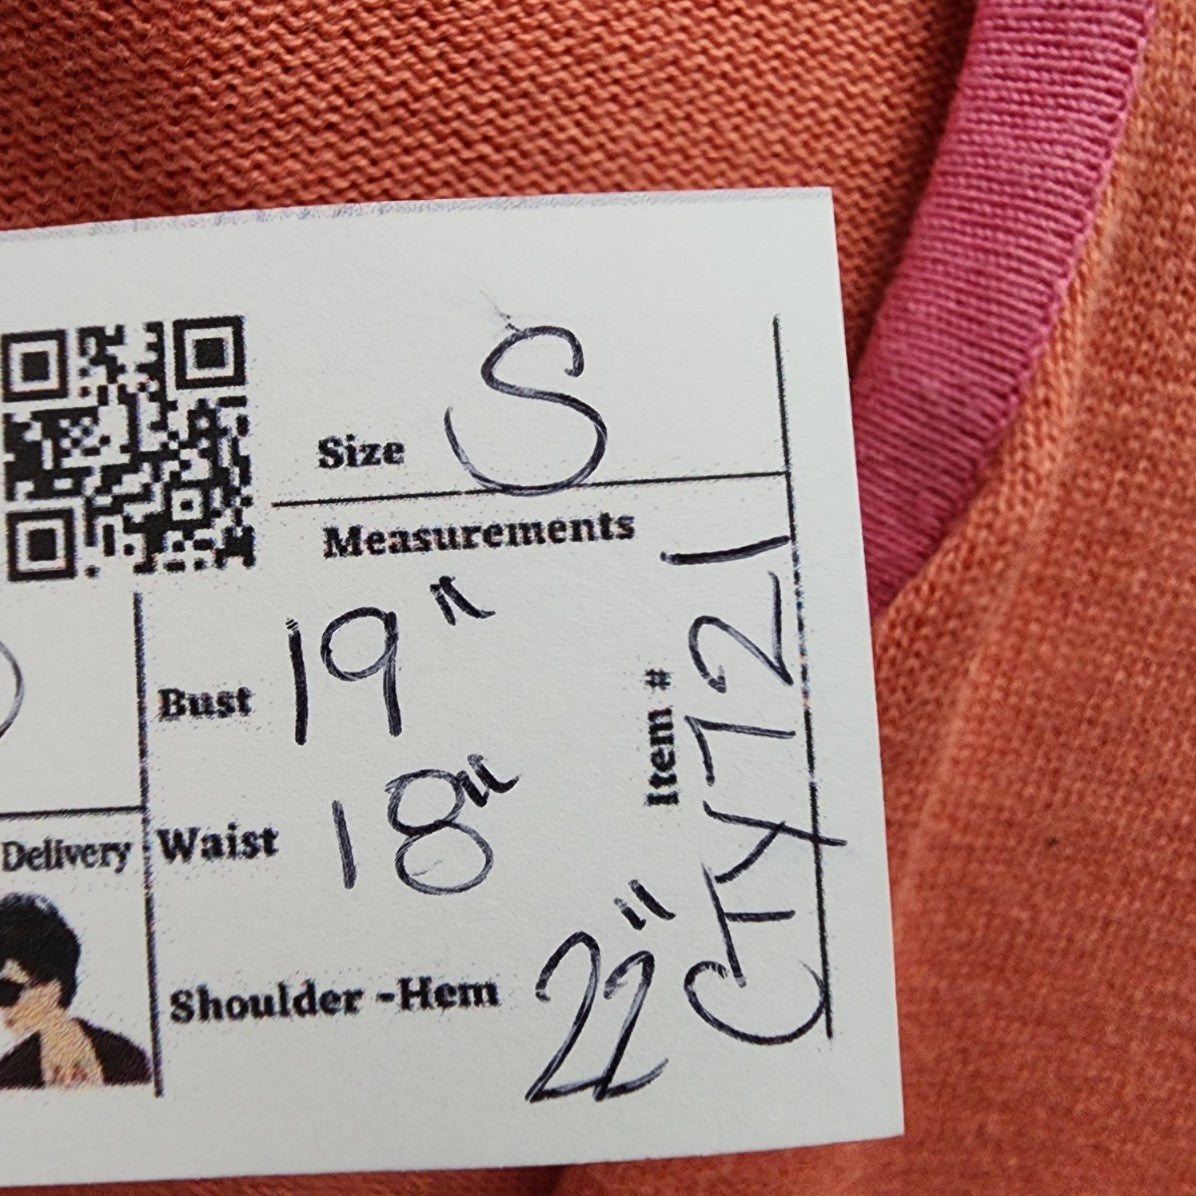 Size S
Measurements
Bust 19"
Waist 18"
Shoulder -Hem 22"
Item # CTY721
Delivery